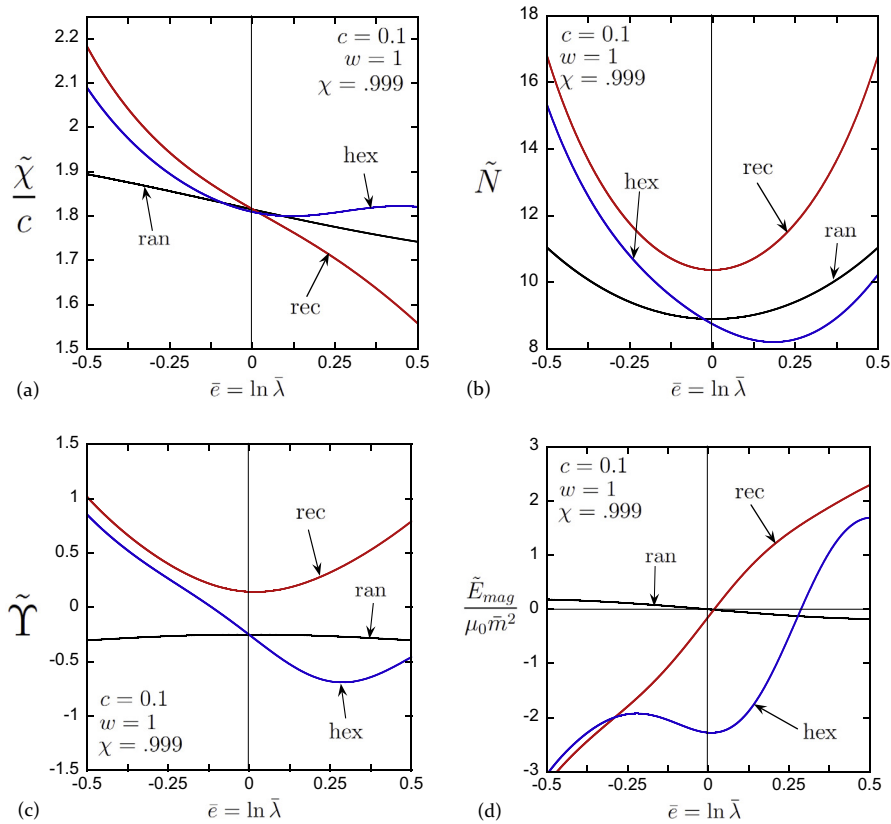 2.2
2.1
2
1.9
1.8
1.7
1.6
1.5
-0.5 -0.25 0 0.25 0.5
χ̃/c
c = 0.1
w = 1
χ = .999
hex
ran
rec
(a)
ē = ln λ̄
18
16
14
12
10
8
-0.5 -0.25 0 0.25 0.5
Ñ
c = 0.1
w = 1
χ = .999
hex
rec
ran
(b)
ē = ln λ̄
1.5
1
0.5
0
-0.5
-1
-1.5
-0.5 -0.25 0 0.25 0.5
ϒ̃
rec
ran
hex
c = 0.1
w = 1
χ = .999
(c)
ē = ln λ̄
3
2
1
0
-1
-2
-3
-0.5 -0.25 0 0.25 0.5
Ẽmag/μ0m̄²
c = 0.1
w = 1
χ = .999
rec
ran
hex
(d)
ē = ln λ̄